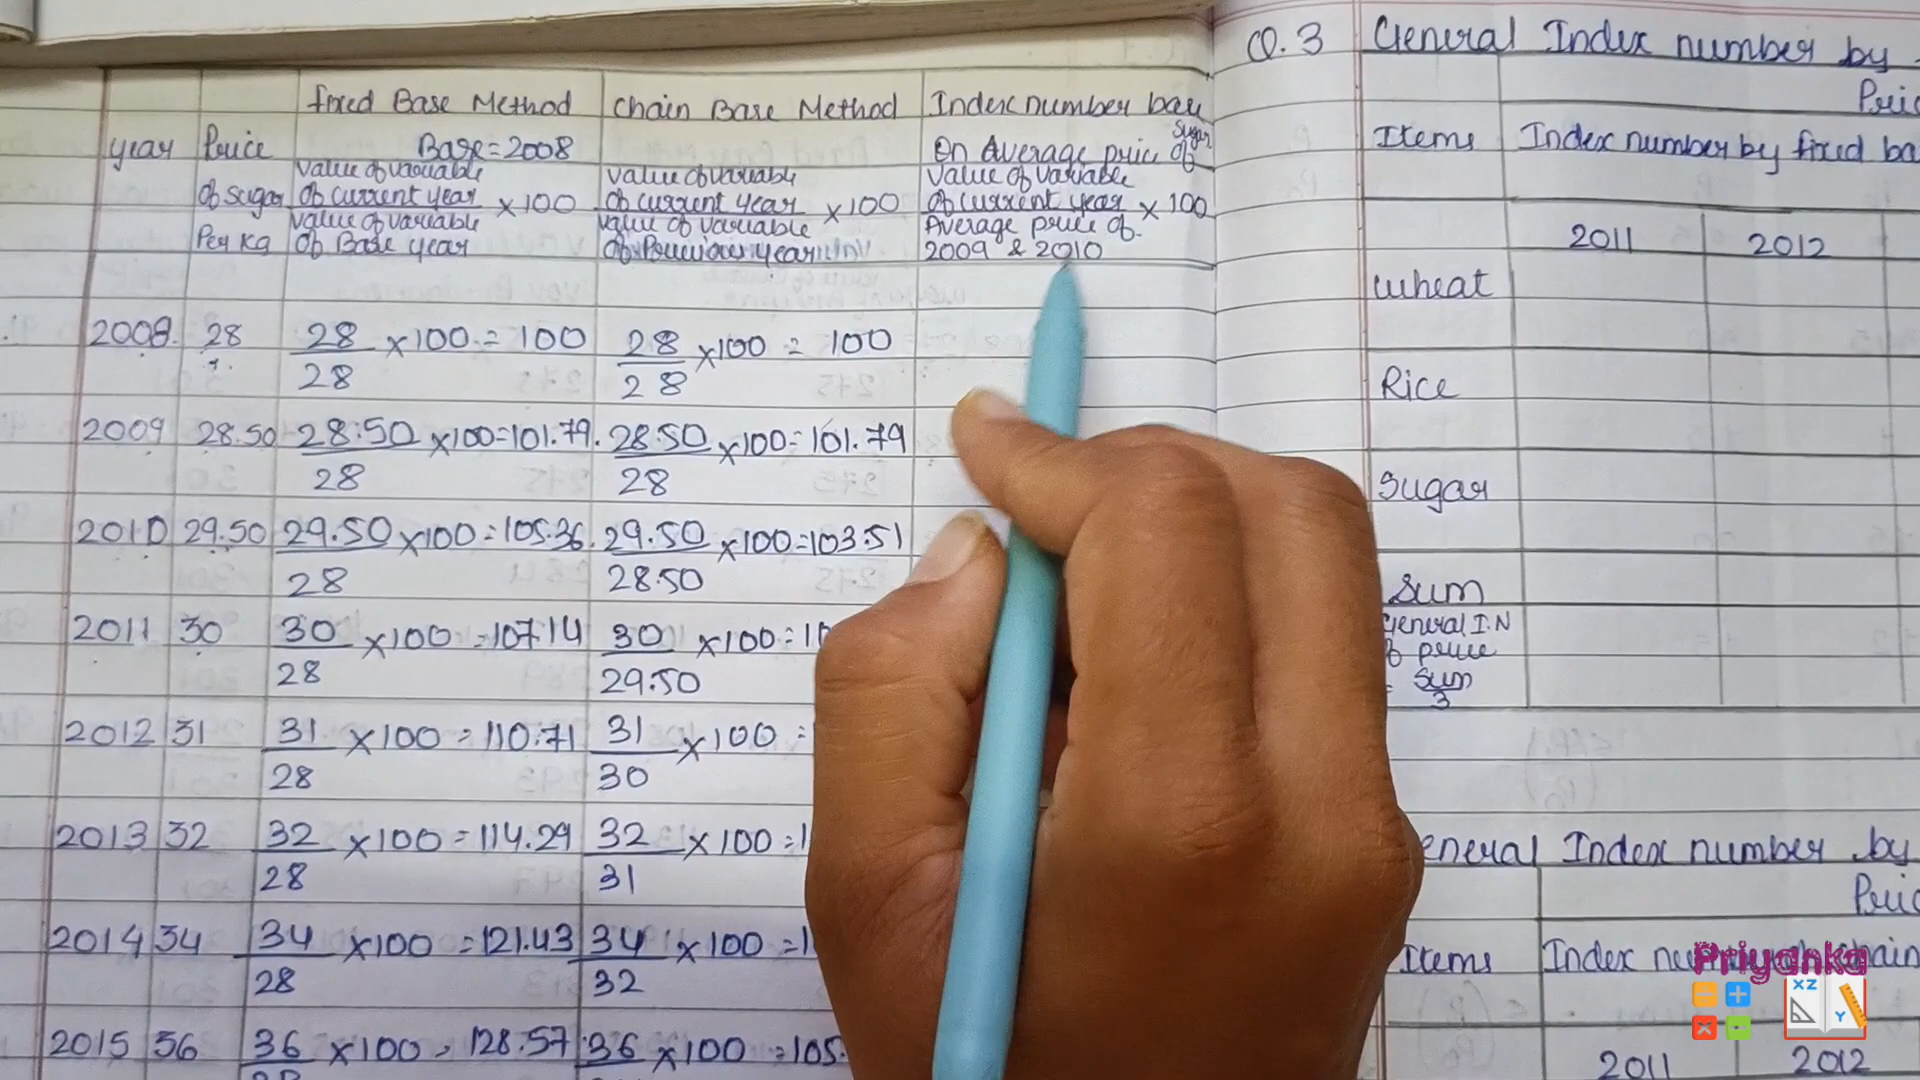 fixed Base Method chain Base Method Index number base
year Price Base = 2008 On Average price of Sugar
of sugar Value of variable of current year × 100 Value of variable of current year × 100 Value of Variable of current year × 100
Per kg Value of variable of Base year Value of variable Average price of 2009 & 2010
2008 28 28/28 ×100 = 100 28/28 ×100 = 100
2009 28.50 28.50/28 ×100=101.79 28.50/28 ×100=101.79
2010 29.50 29.50/28 ×100=105.36 29.50/28.50 ×100=103.51
2011 30 30/28 ×100=107.14 30/29.50 ×100=10
2012 31 31/28 ×100 = 110.71 31/30 ×100 =
2013 32 32/28 ×100=114.29 32/31 ×100=1
2014 34 34/28 ×100=121.43 34/32 ×100=1
2015 36 36/ ×100 = 128.57 36 ×100 =105.
Q.3 General Index number by
Pric
Items Index number by fixed ba
2011 2012
Wheat
Rice
Sugar
Sum
General I.N
of price
= Sum/3
eneral Index number by
Pric
Items Index nu chain
2011 2012
Priyanka
XZ
Y